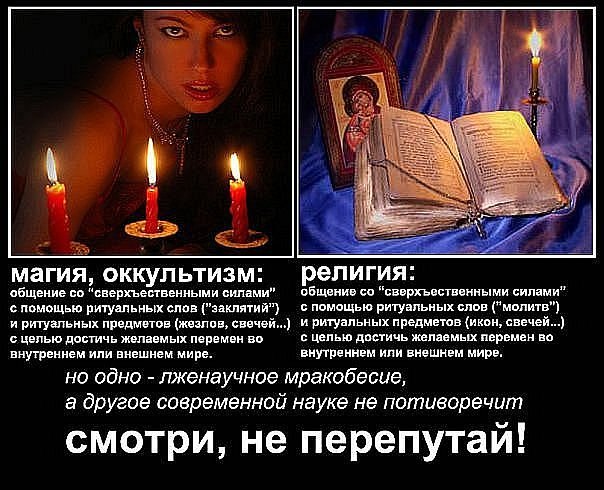 магия, оккультизм:
общение со "сверхъественными силами"
с помощью ритуальных слов ("заклятий")
и ритуальных предметов (жезлов, свечей...)
с целью достичь желаемых перемен во
внутреннем или внешнем мире.
религия:
общение со "сверхъественными силами"
с помощью ритуальных слов ("молитв")
и ритуальных предметов (икон, свечей...)
с целью достичь желаемых перемен во
внутреннем или внешнем мире.
но одно - лженаучное мракобесие,
а другое современной науке не потиворечит
смотри, не перепутай!